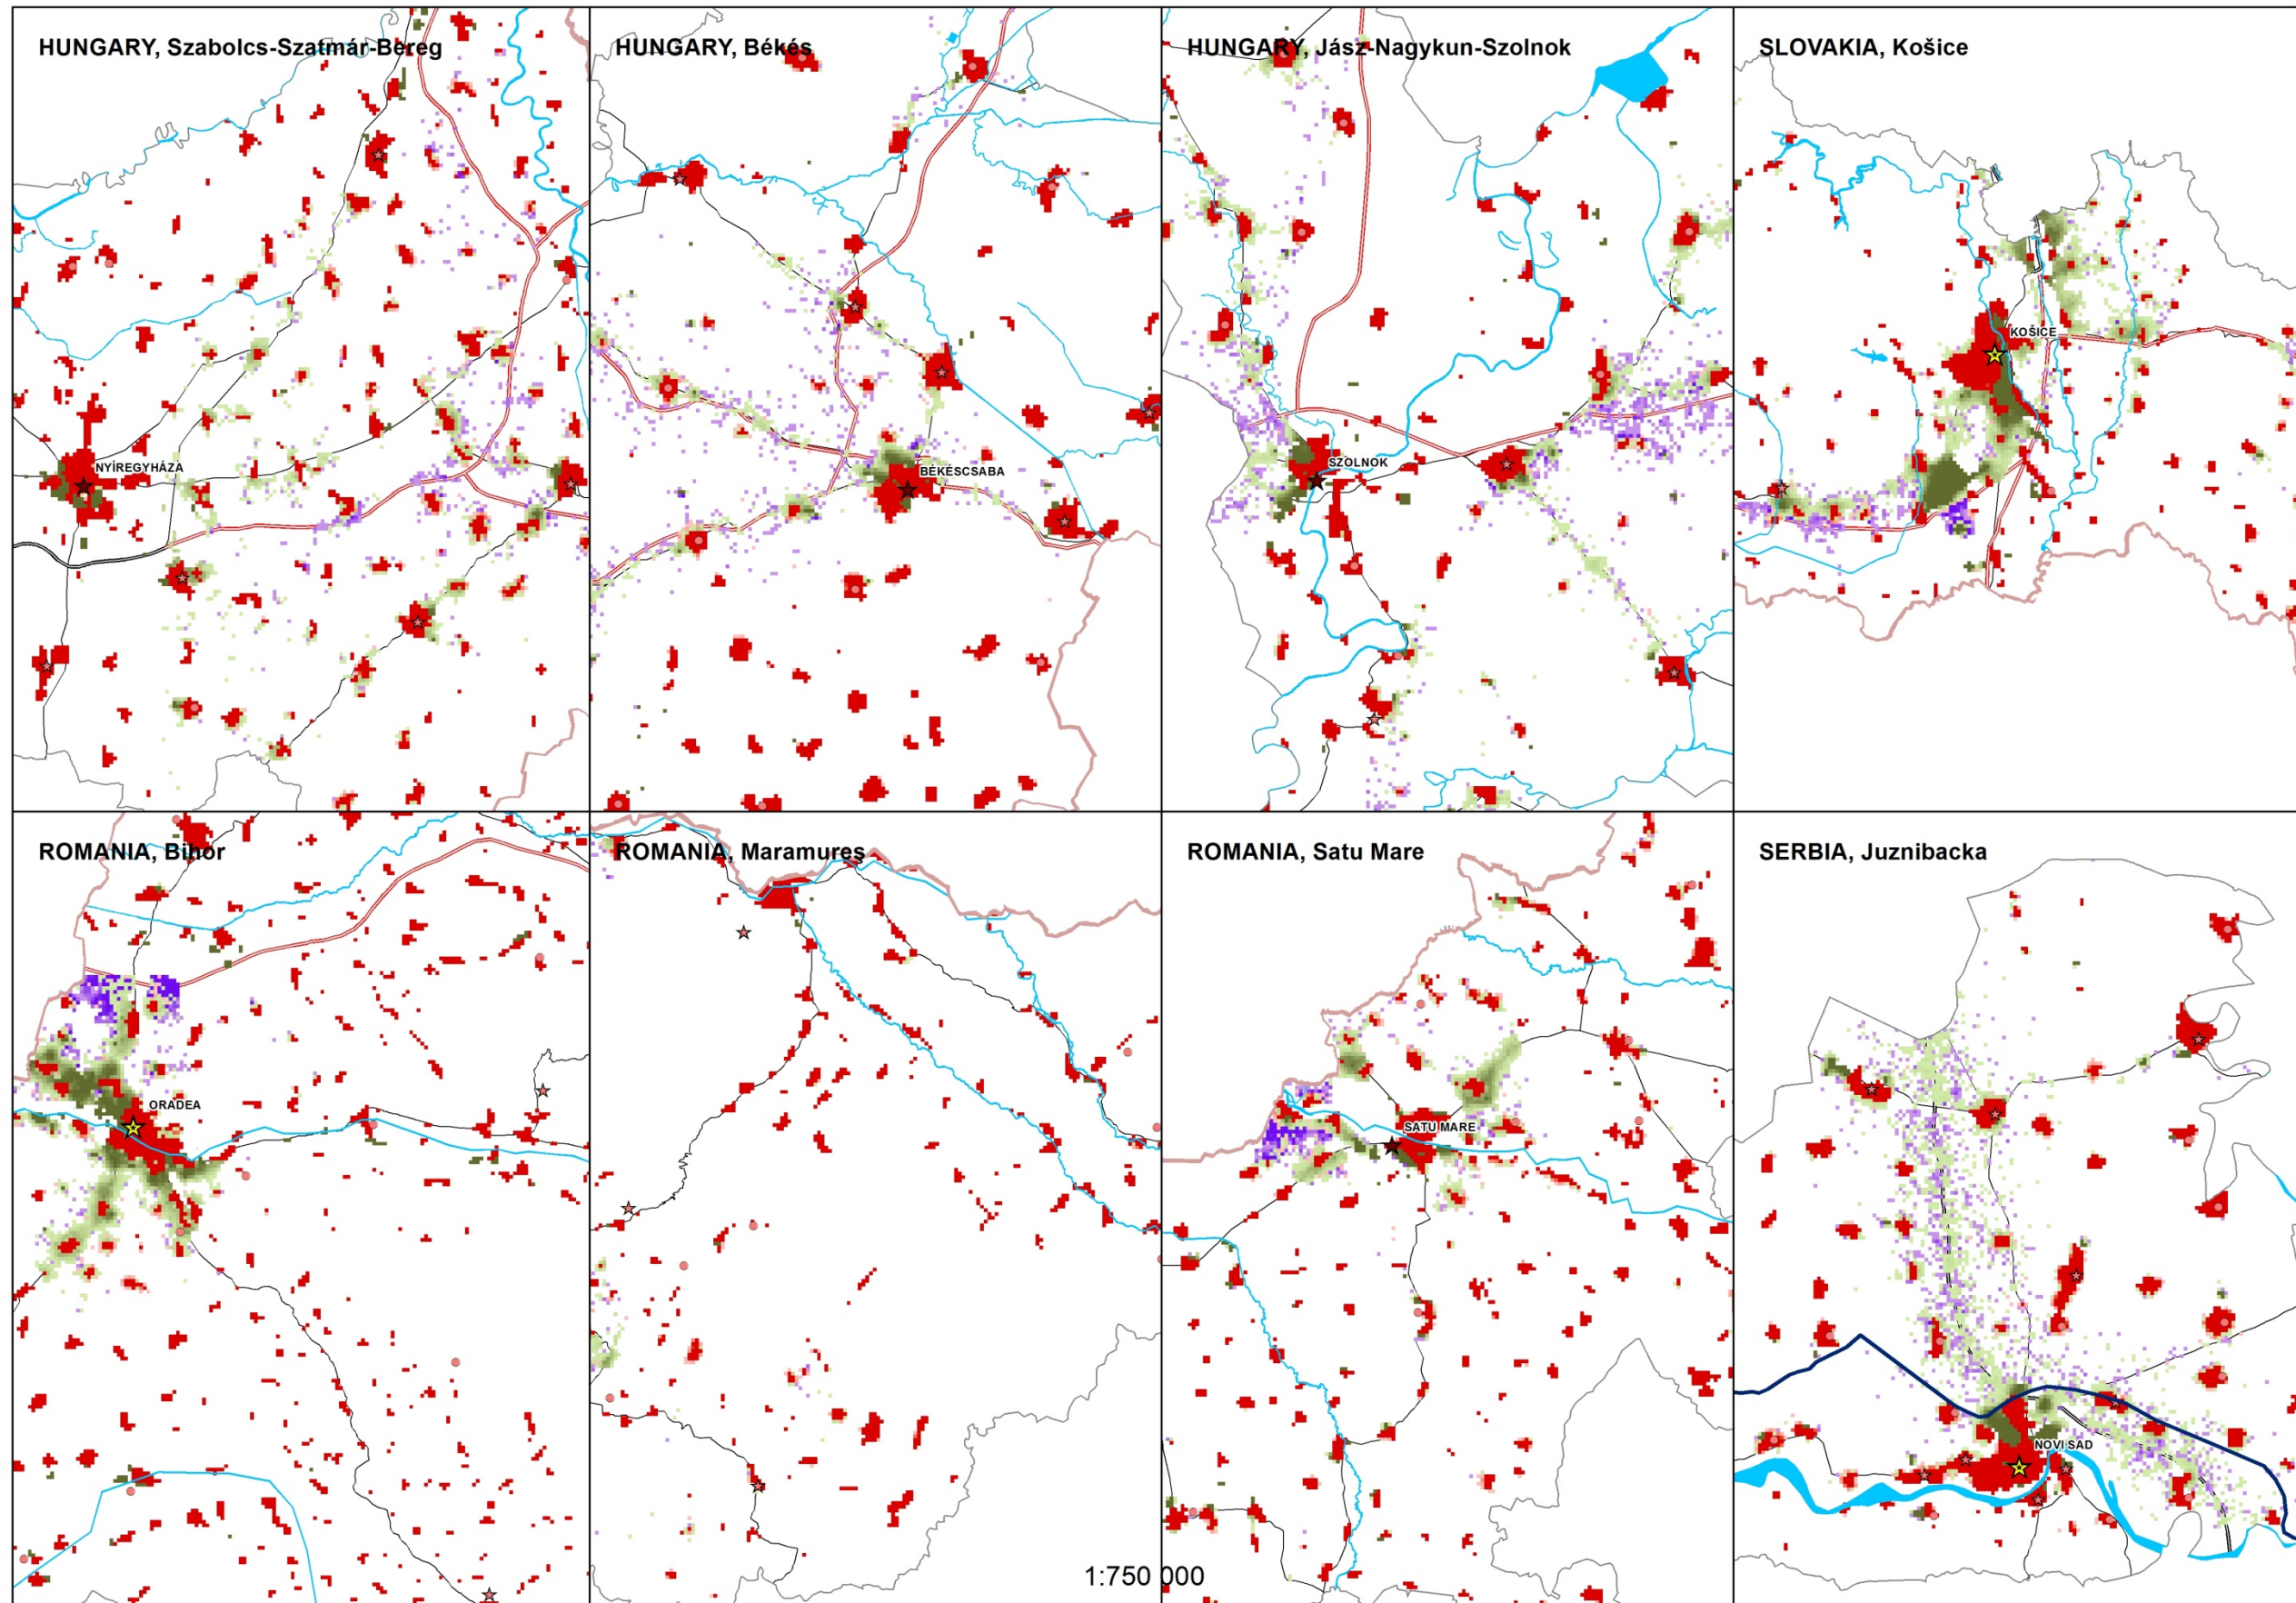 HUNGARY, Szabolcs-Szatmár-Bereg
HUNGARY, Békés
HUNGARY, Jász-Nagykun-Szolnok
SLOVAKIA, Košice
KOŠICE
NYÍREGYHÁZA
BÉKÉSCSABA
SZOLNOK
ROMANIA, Bihor
ROMANIA, Maramureş
ROMANIA, Satu Mare
SERBIA, Juznibacka
ORADEA
SATU MARE
NOVI SAD
1:750 000